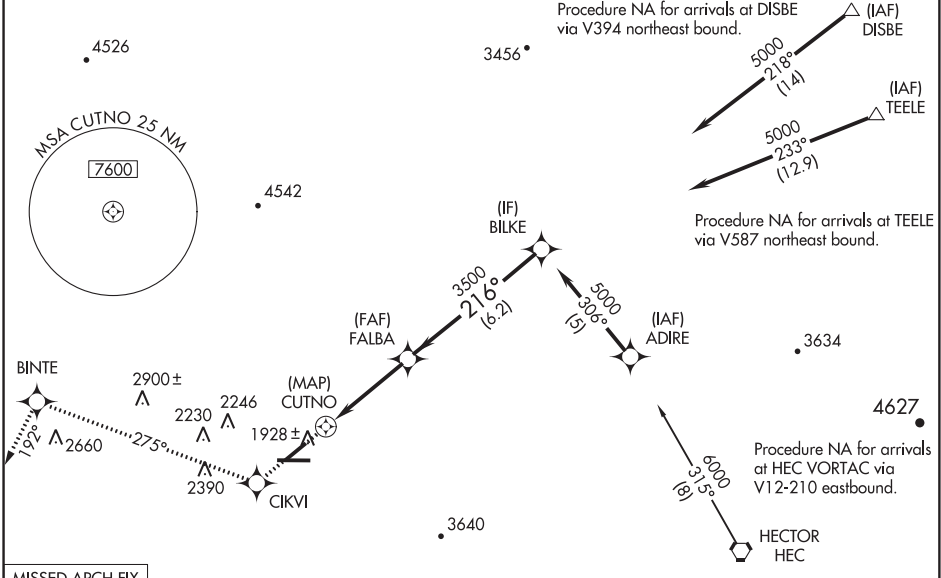 Procedure NA for arrivals at DISBE
via V394 northeast bound.
(IAF)
DISBE
4526
3456
5000
218°
(14)
(IAF)
TEELE
5000
233°
(12.9)
MSA CUTNO 25 NM
7600
4542
Procedure NA for arrivals at TEELE
via V587 northeast bound.
(IF)
BILKE
3500
216°
(6.2)
5000
306°
(5)
(IAF)
ADIRE
(FAF)
FALBA
3634
BINTE
2900±
(MAP)
CUTNO
2230
2246
1928±
4627
192°
2660
275°
2390
CIKVI
Procedure NA for arrivals
at HEC VORTAC via
V12-210 eastbound.
6000
315°
(8)
3640
HECTOR
HEC
MISSED APCH FIX